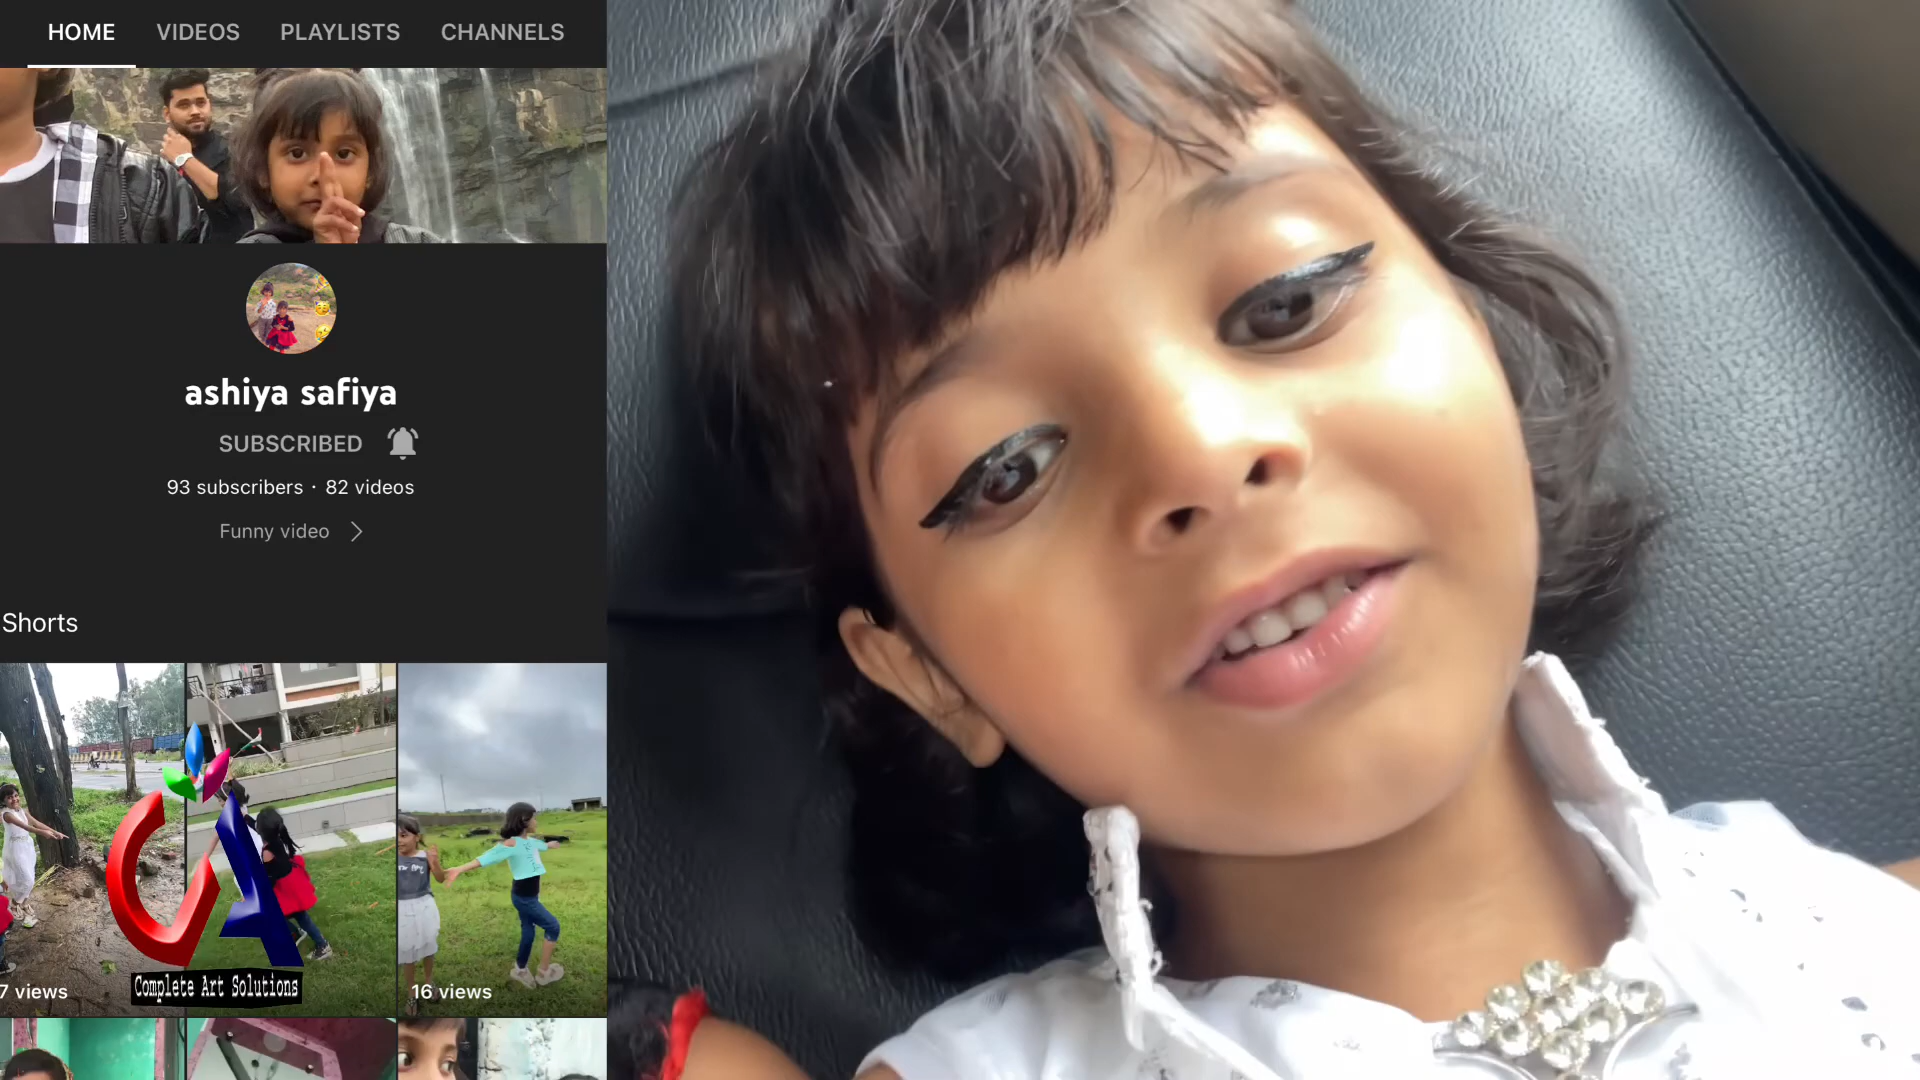 HOME VIDEOS PLAYLISTS CHANNELS
ashiya safiya
SUBSCRIBED
93 subscribers · 82 videos
Funny video
Shorts
7 views
16 views
CA
Complete Art Solutions